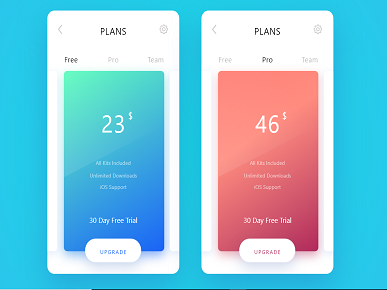 PLANS
Free Pro Team
23 $
All Kits Included
Unlimited Downloads
iOS Support
30 Day Free Trial
UPGRADE
PLANS
Free Pro Team
46 $
All Kits Included
Unlimited Downloads
iOS Support
30 Day Free Trial
UPGRADE